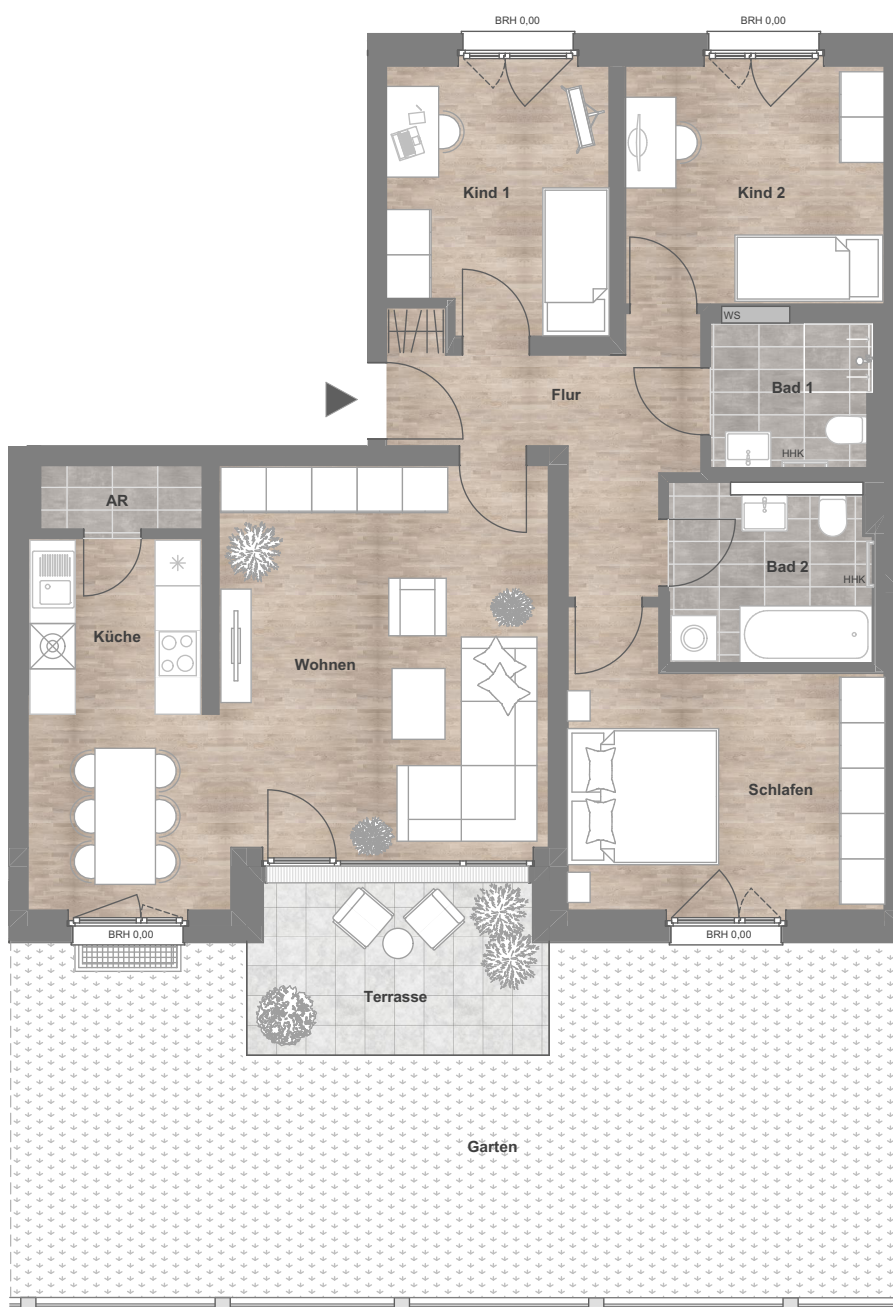 BRH 0,00
BRH 0,00
Kind 1
Kind 2
WS
Bad 1
Flur
HHK
AR
Bad 2
HHK
Küche
Wohnen
Schlafen
BRH 0,00
BRH 0,00
Terrasse
Garten